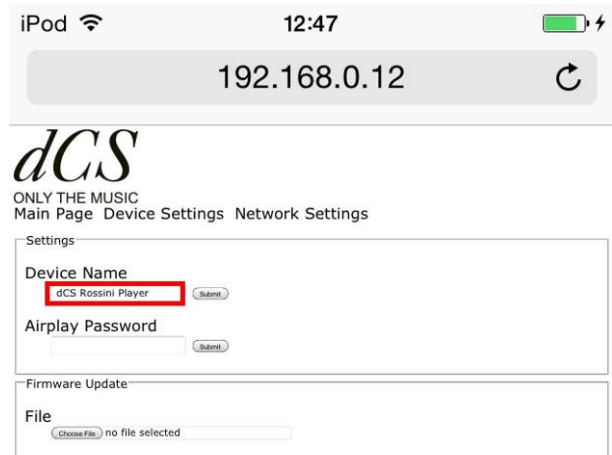 iPod 12:47
192.168.0.12
dCS
ONLY THE MUSIC
Main Page Device Settings Network Settings
Settings
Device Name
dCS Rossini Player Submit
Airplay Password
Submit
Firmware Update
File
Choose File no file selected